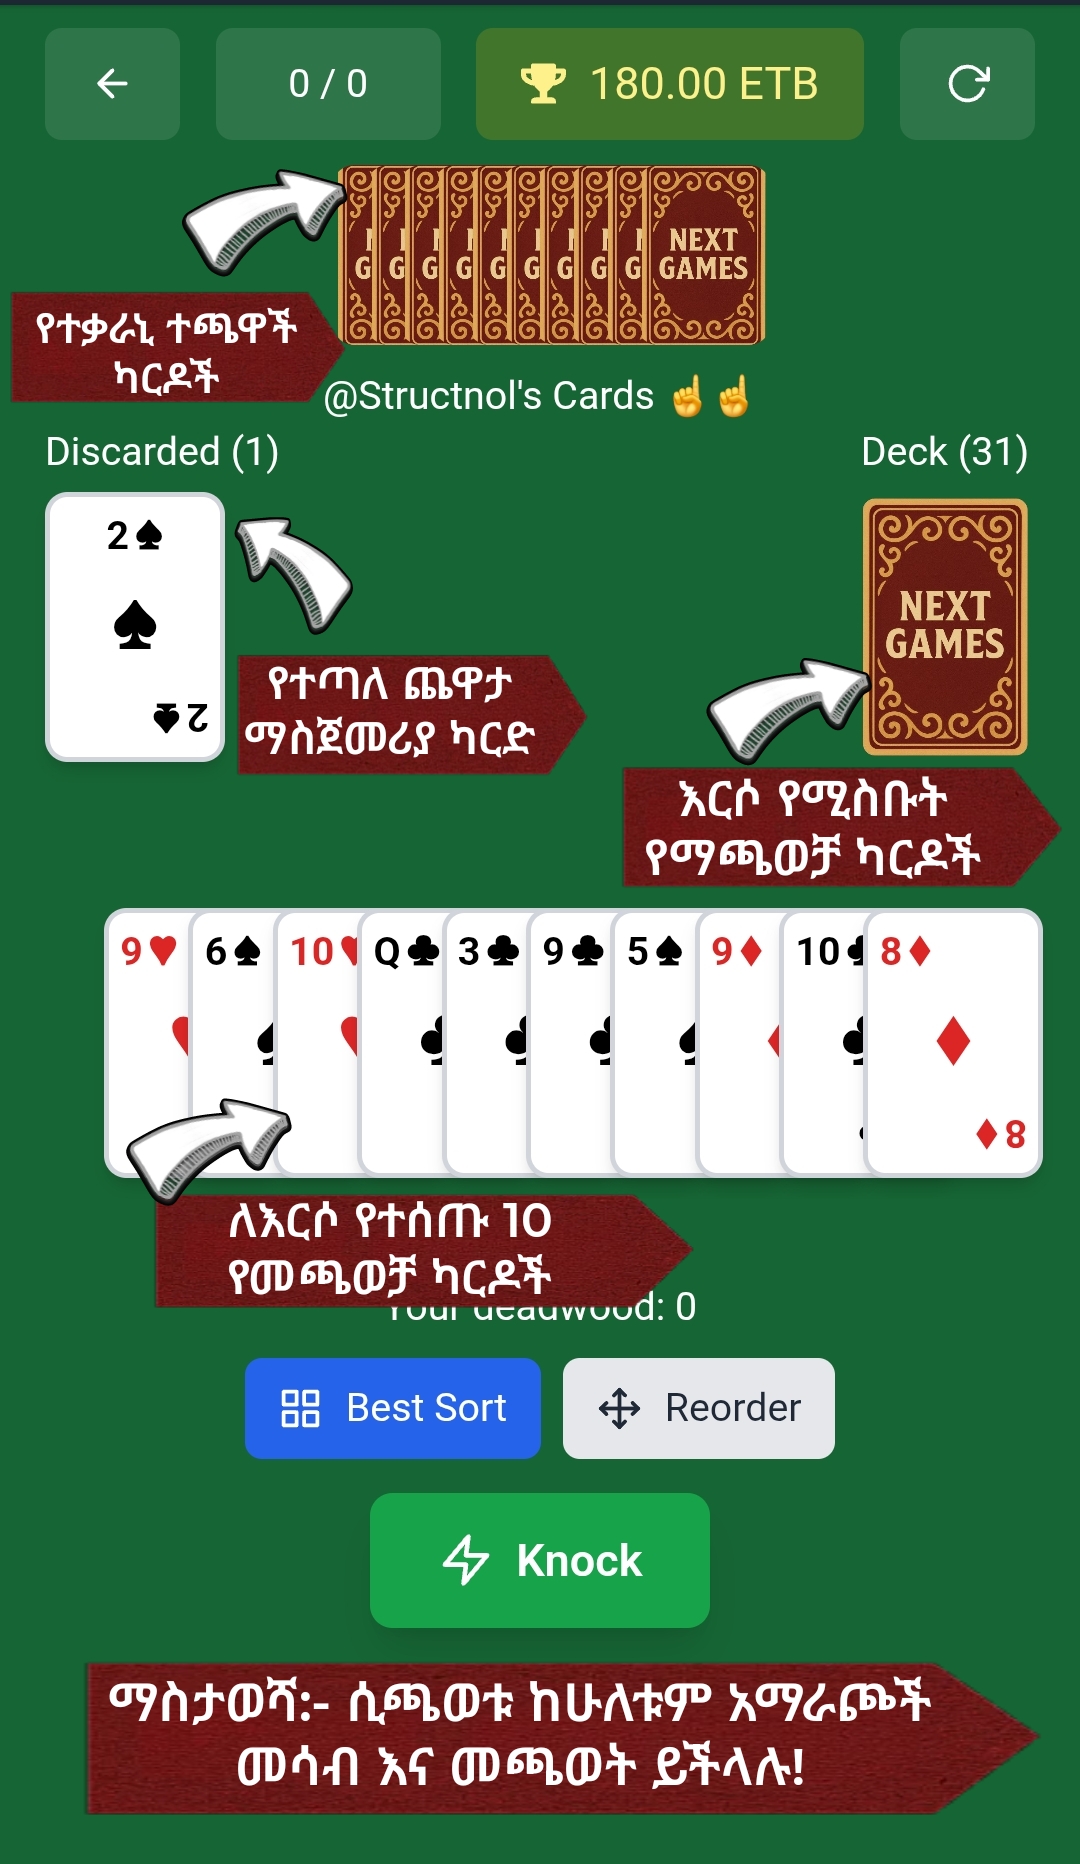 0 / 0
180.00 ETB
NEXT
GAMES
የተቃራኒ ተጫዋች
ካርዶች
@Structnol's Cards ☝☝
Discarded (1)
Deck (31)
2♠
2♠
NEXT
GAMES
የተጣለ ጨዋታ
ማስጀመሪያ ካርድ
እርሶ የሚስቡት
የማጫወቻ ካርዶች
9♥ 6♠ 10♥ Q♣ 3♣ 9♣ 5♠ 9♦ 10♣ 8♦
8♦
ለእርሶ የተሰጡ 10
የመጫወቻ ካርዶች
Your deadwood: 0
Best Sort
Reorder
Knock
ማስታወሻ:- ሲጫወቱ ከሁለቱም አማራጮች
መሳብ እና መጫወት ይችላሉ!